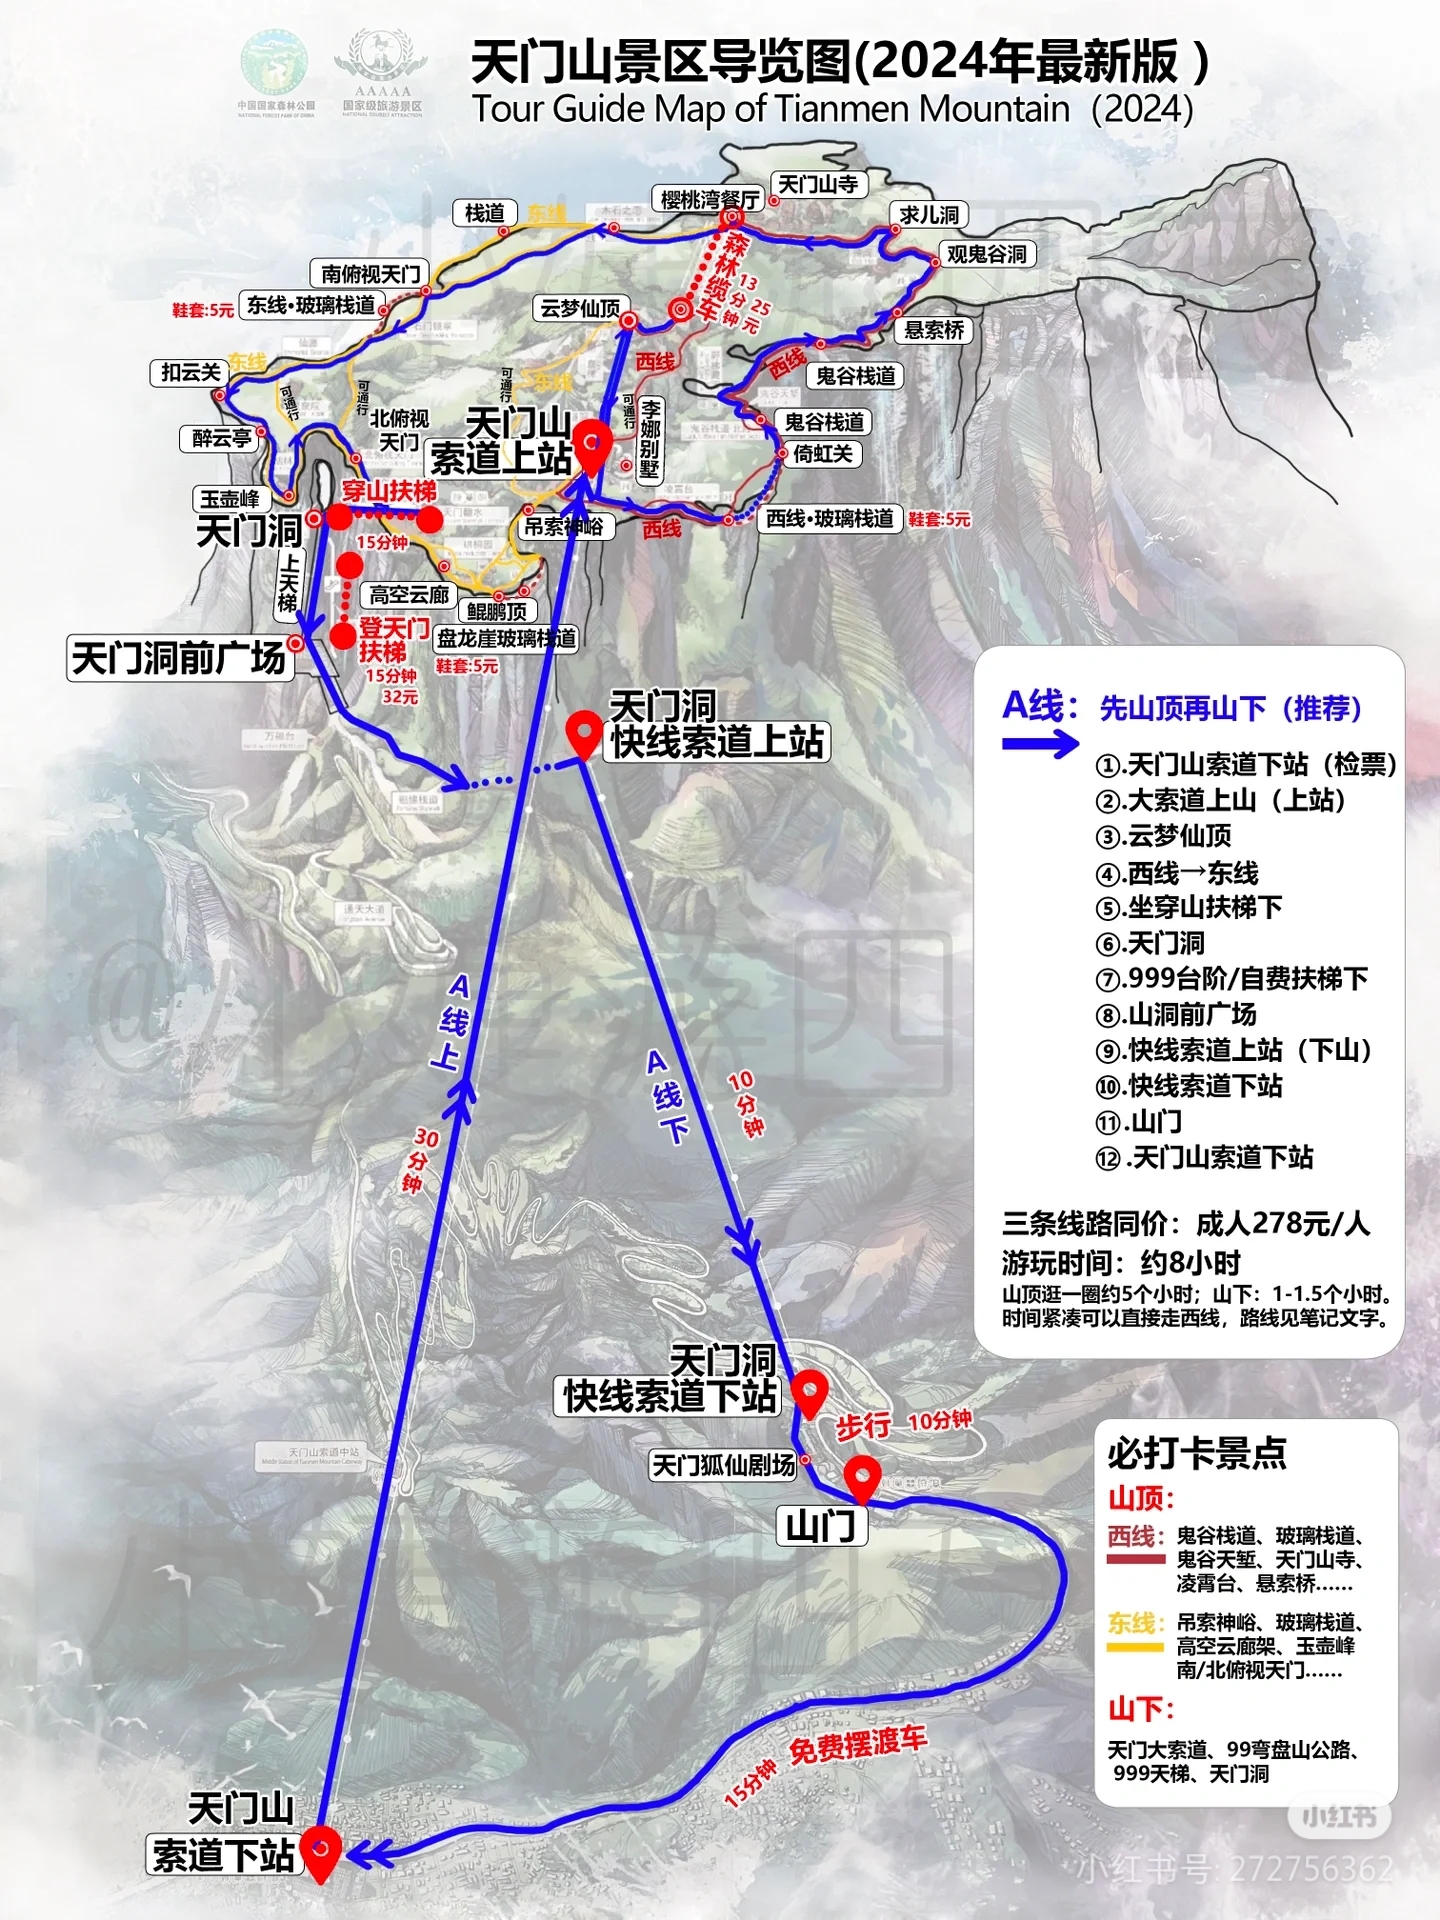 天门山景区导览图(2024年最新版）
Tour Guide Map of Tianmen Mountain（2024）
中国国家森林公园
NATIONAL FOREST PARK OF CHINA
AAAAA
国家级旅游景区
NATIONAL TOURIST ATTRACTION
天门山寺
樱桃湾餐厅
栈道
东线
求儿洞
观鬼谷洞
南俯视天门
东线•玻璃栈道
鞋套:5元
森林缆车
13分钟
25元
云梦仙顶
悬索桥
扣云关
东线
西线
西线
鬼谷栈道
可通行
可通行
可通行
东线
可通行
李娜别墅
北俯视
天门
天门山
索道上站
鬼谷栈道
倚虹关
醉云亭
玉壶峰
穿山扶梯
15分钟
天门洞
上天梯
吊索神峪
西线
西线•玻璃栈道
鞋套:5元
高空云廊
鲲鹏顶
登天门
扶梯
15分钟
32元
盘龙崖玻璃栈道
鞋套:5元
天门洞前广场
天门洞
快线索道上站
万福台
通天大道
A线上
30分钟
A线下
10分钟
A线：先山顶再山下（推荐）
①.天门山索道下站（检票）
②.大索道上山（上站）
③.云梦仙顶
④.西线→东线
⑤.坐穿山扶梯下
⑥.天门洞
⑦.999台阶/自费扶梯下
⑧.山洞前广场
⑨.快线索道上站（下山）
⑩.快线索道下站
⑪.山门
⑫.天门山索道下站
三条线路同价：成人278元/人
游玩时间：约8小时
山顶逛一圈约5个小时；山下：1-1.5个小时。
时间紧凑可以直接走西线，路线见笔记文字。
天门洞
快线索道下站
步行 10分钟
天门山索道中站
天门狐仙剧场
山门
免费摆渡车
15分钟
天门山
索道下站
必打卡景点
山顶：
西线：鬼谷栈道、玻璃栈道、
鬼谷天堑、天门山寺、
凌霄台、悬索桥……
东线：吊索神峪、玻璃栈道、
高空云廊架、玉壶峰
南/北俯视天门……
山下：
天门大索道、99弯盘山公路、
999天梯、天门洞
小红书
小红书号: 272756362